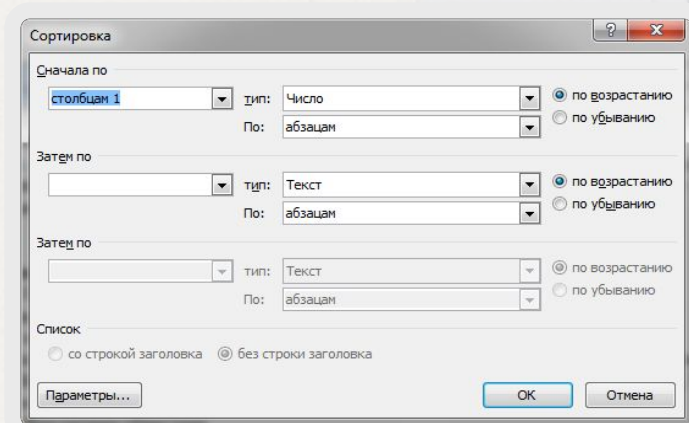 Сортировка
Сначала по
столбцам 1 тип: Число по возрастанию
По: абзацам по убыванию
Затем по
тип: Текст по возрастанию
По: абзацам по убыванию
Затем по
тип: Текст по возрастанию
По: абзацам по убыванию
Список
со строкой заголовка без строки заголовка
Параметры... ОК Отмена